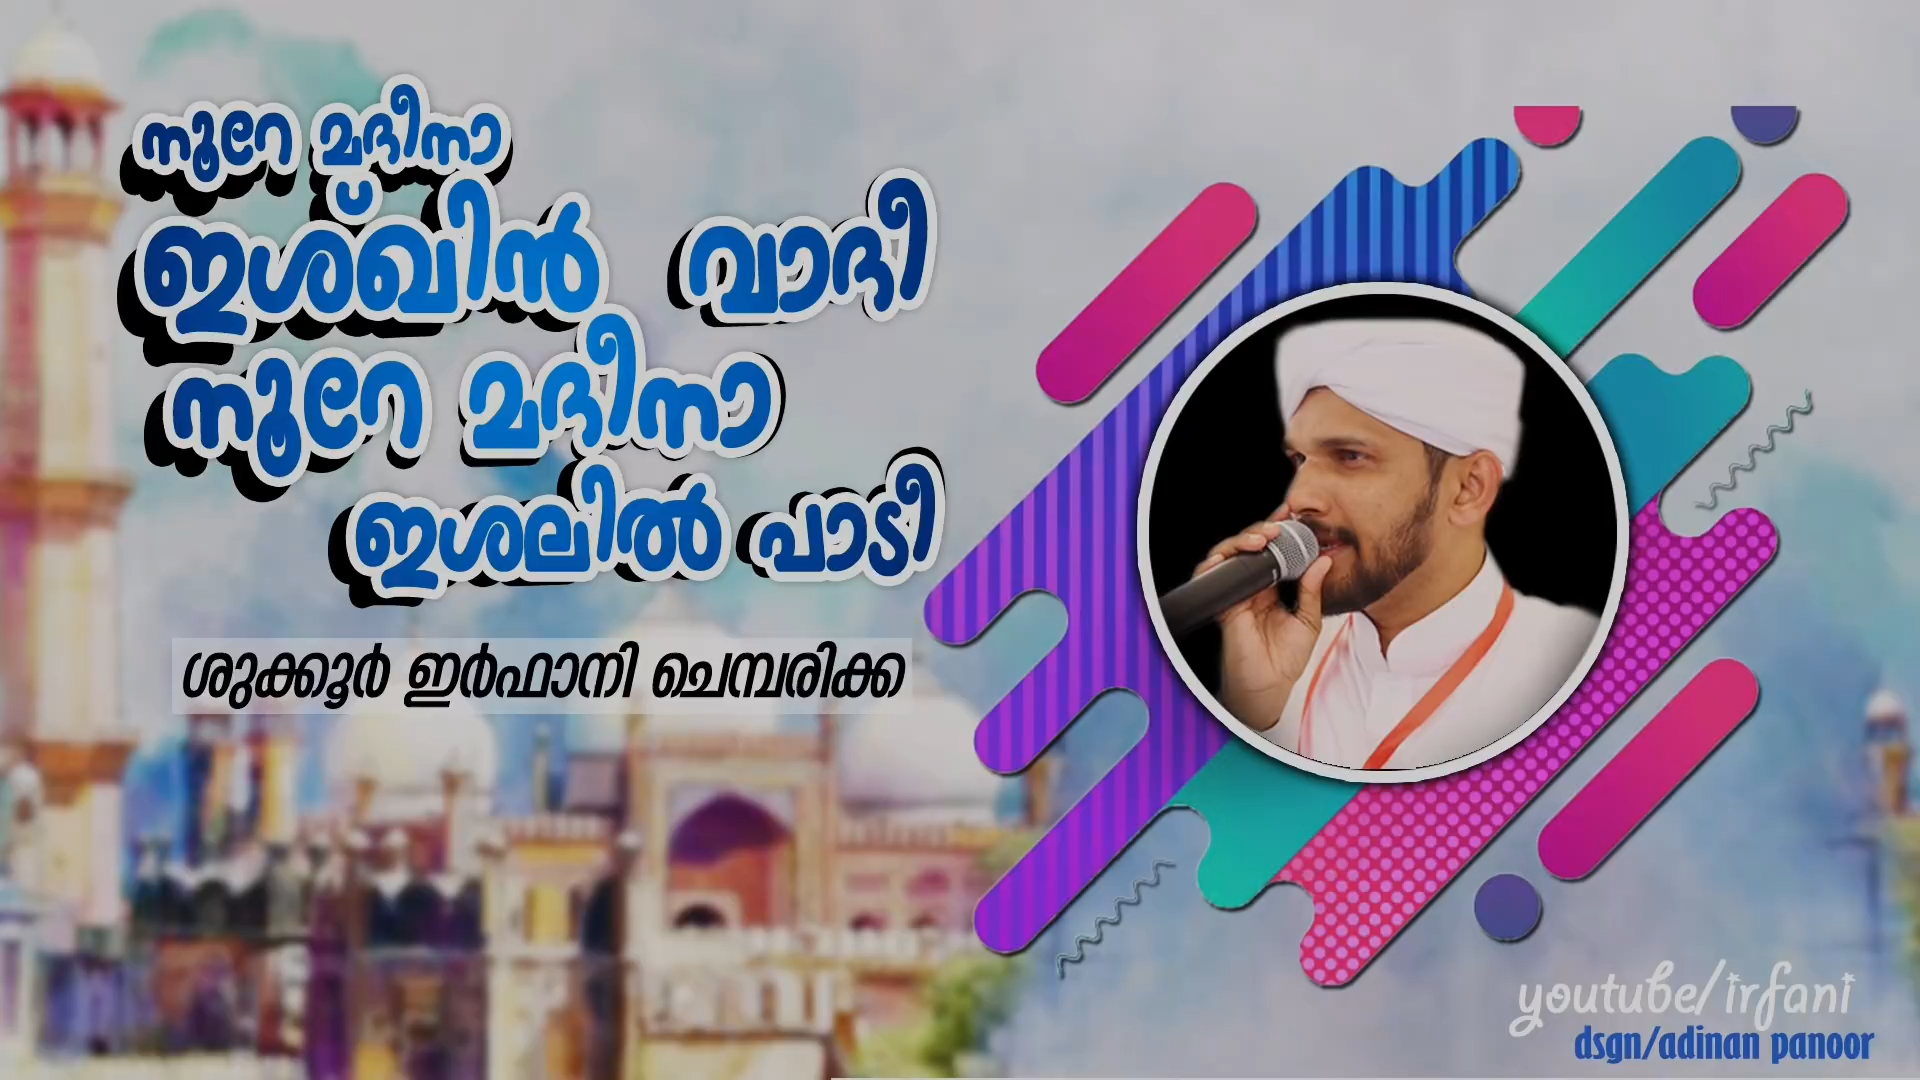 നൂറേ മദീനാ
ഇശ്ഖിൻ വാദീ
നൂറേ മദീനാ
ഇശലിൽ പാടീ
ശുക്കൂർ ഇർഫാനി ചെമ്പരിക്ക
youtube/irfani
dsgn/adinan panoor